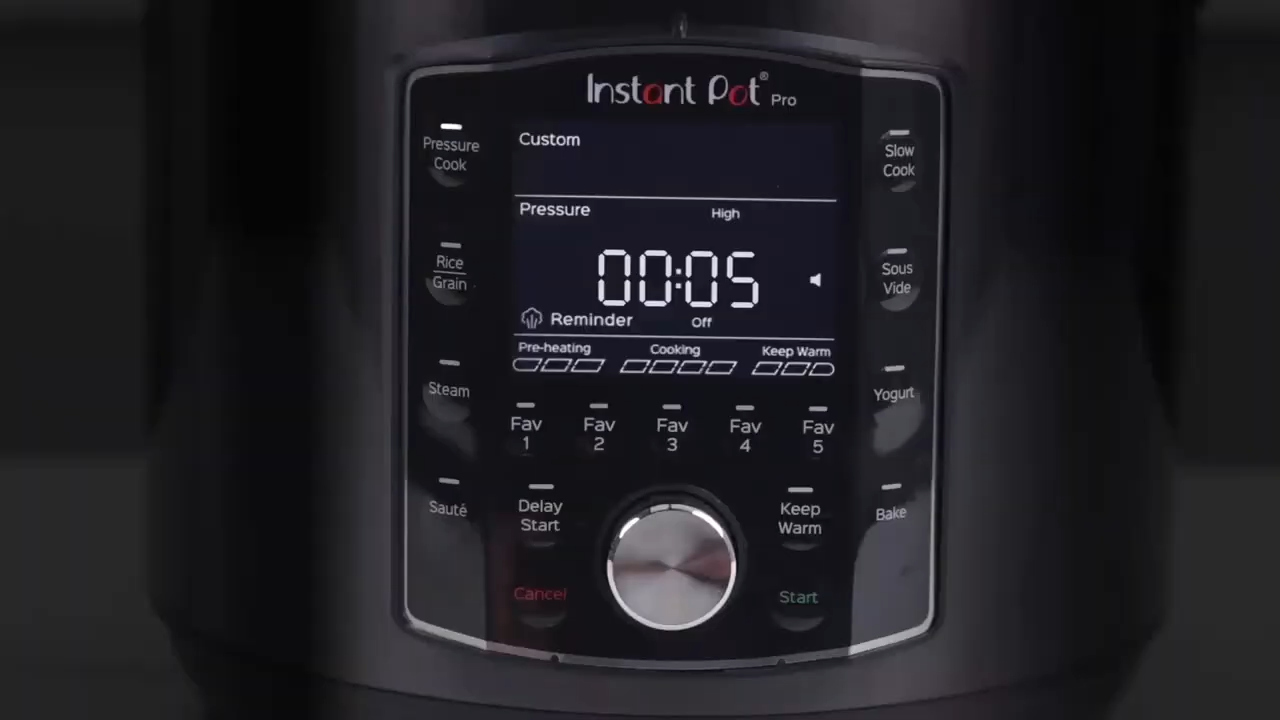 Instant Pot® Pro
Pressure
Cook
Rice
Grain
Steam
Sauté
Custom
Pressure High
00:05
Reminder Off
Pre-heating Cooking Keep Warm
Fav
1
Fav
2
Fav
3
Fav
4
Fav
5
Delay
Start
Keep
Warm
Cancel
Start
Slow
Cook
Sous
Vide
Yogurt
Bake